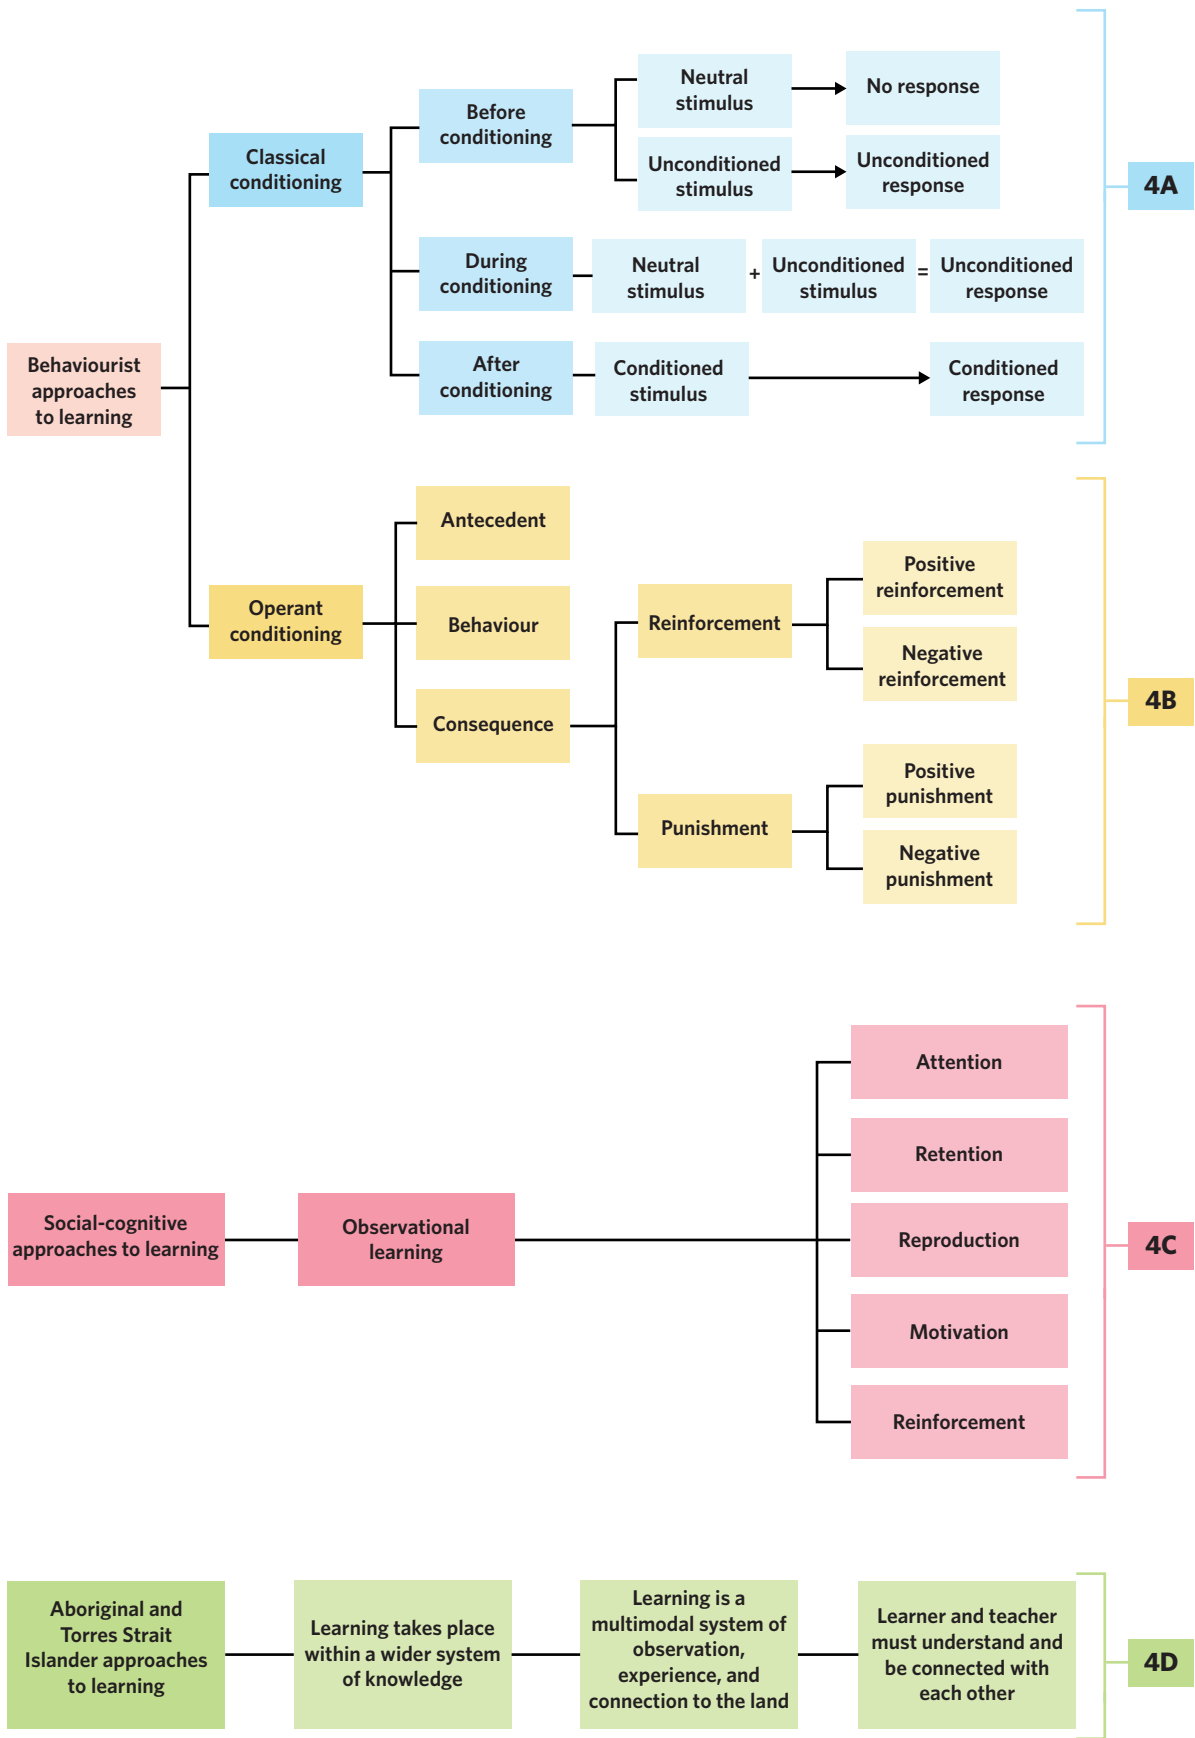 Neutral
stimulus
No response
Before
conditioning
Classical
conditioning
Unconditioned
stimulus
Unconditioned
response
4A
During
conditioning
Neutral
stimulus
+
Unconditioned
stimulus
=
Unconditioned
response
Behaviourist
approaches
to learning
After
conditioning
Conditioned
stimulus
Conditioned
response
Antecedent
Operant
conditioning
Behaviour
Consequence
Reinforcement
Positive
reinforcement
Negative
reinforcement
4B
Punishment
Positive
punishment
Negative
punishment
Social-cognitive
approaches to learning
Observational
learning
Attention
Retention
Reproduction
Motivation
Reinforcement
4C
Aboriginal and
Torres Strait
Islander approaches
to learning
Learning takes place
within a wider system
of knowledge
Learning is a
multimodal system of
observation,
experience, and
connection to the land
Learner and teacher
must understand and
be connected with
each other
4D